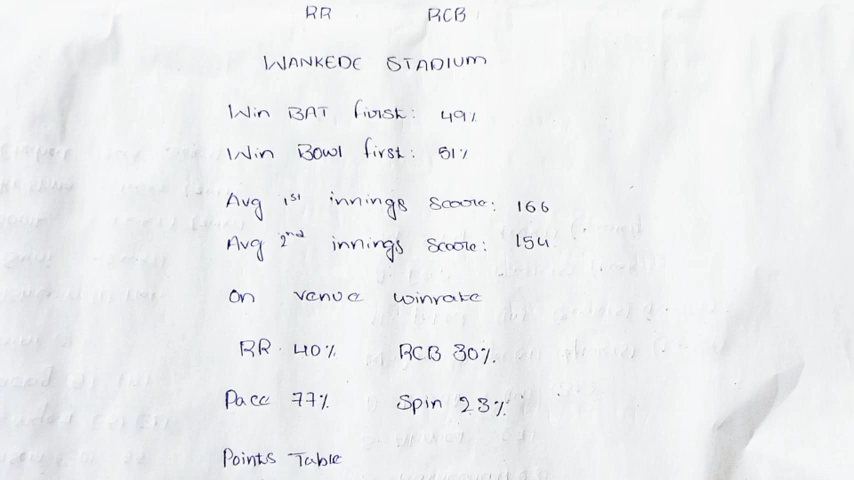 RR RCB
WANKEDE STADIUM
Win BAT first: 49%
Win Bowl first: 51%
Avg 1st innings score: 166
Avg 2nd innings score: 154
On venue winrate
RR 40% RCB 30%
Pace 77% Spin 23%
Points Table